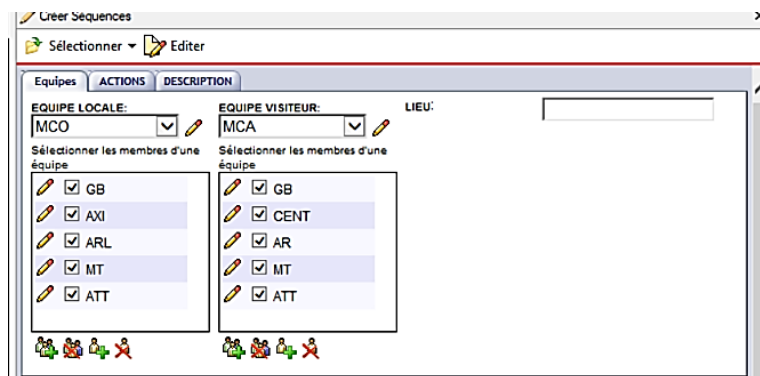 Créer Séquences
Sélectionner Editer
Equipes ACTIONS DESCRIPTION
EQUIPE LOCALE: EQUIPE VISITEUR: LIEU:
MCO MCA
Sélectionner les membres d'une équipe
Sélectionner les membres d'une équipe
GB GB
AXI CENT
ARL AR
MT MT
ATT ATT